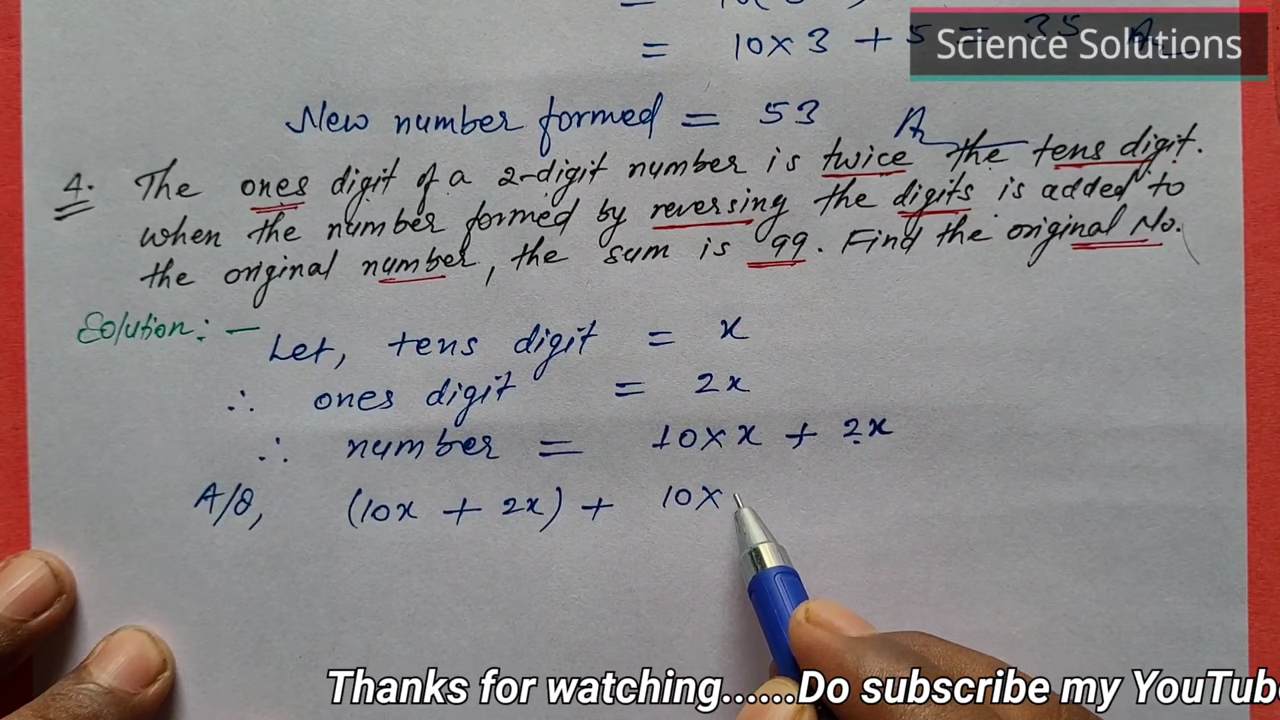 = 10(
= 10×3 + 5 = 35 A
Science Solutions
New number formed = 53 A
4. The ones digit of a 2-digit number is twice the tens digit.
when the number formed by reversing the digits is added to
the original number, the sum is 99. Find the original No.
Solution:-
Let, tens digit = x
∴ ones digit = 2x
∴ number = 10×x + 2x
A/Q, (10x + 2x) + 10×
Thanks for watching......Do subscribe my YouTub